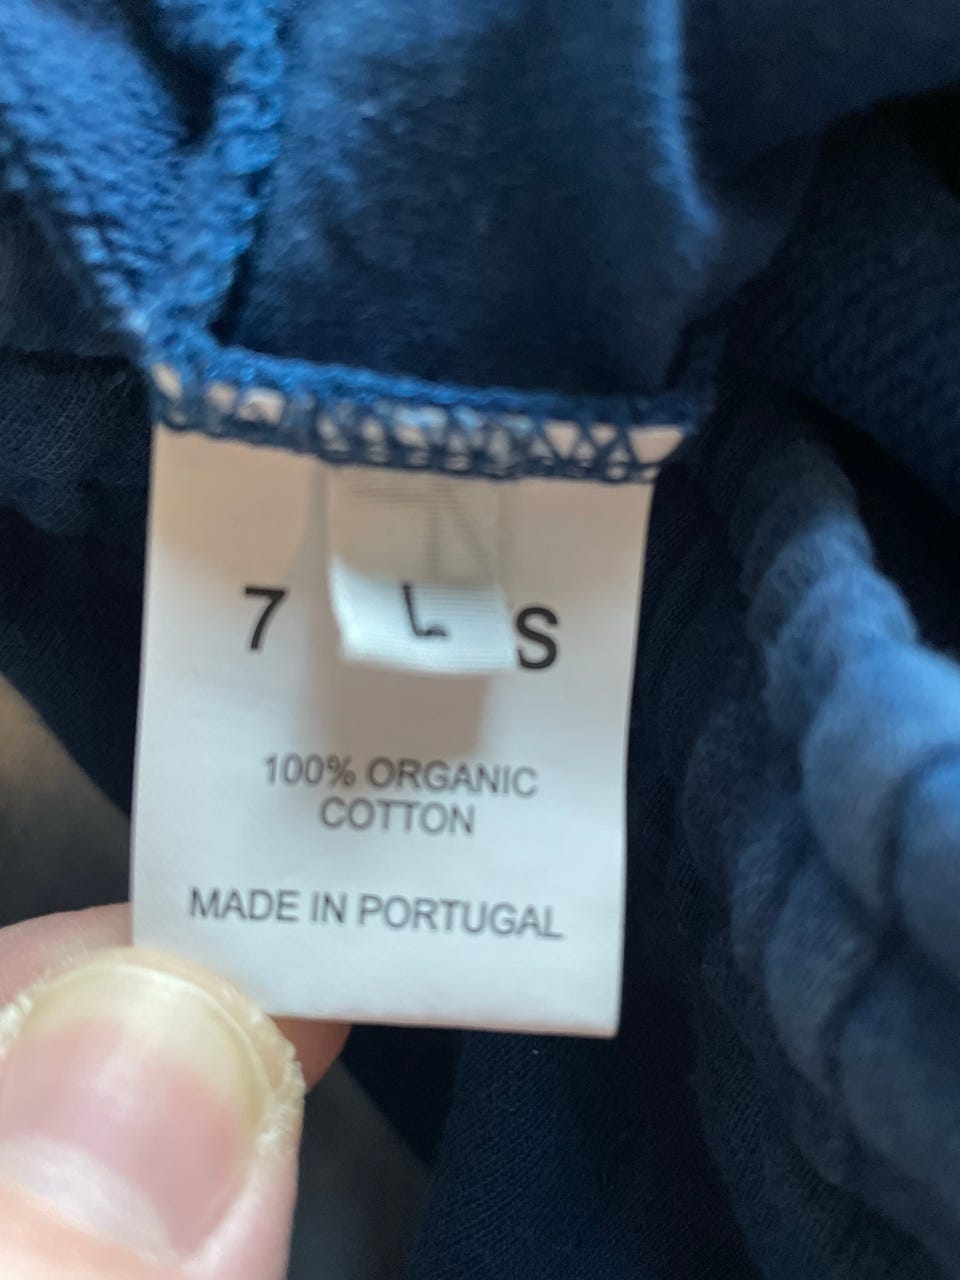 7 L S
100% ORGANIC
COTTON
MADE IN PORTUGAL